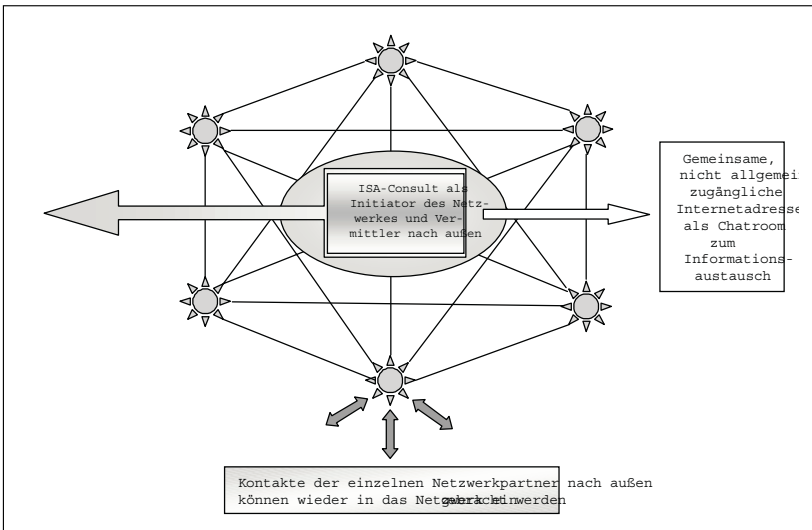 ISA-Consult als
Initiator des Netz-
werkes und Ver-
mittler nach außen
Gemeinsame,
nicht allgemein
zugängliche
Internetadresse
als Chatroom
zum
Informations-
austausch
Kontakte der einzelnen Netzwerkpartner nach außen
können wieder in das werden